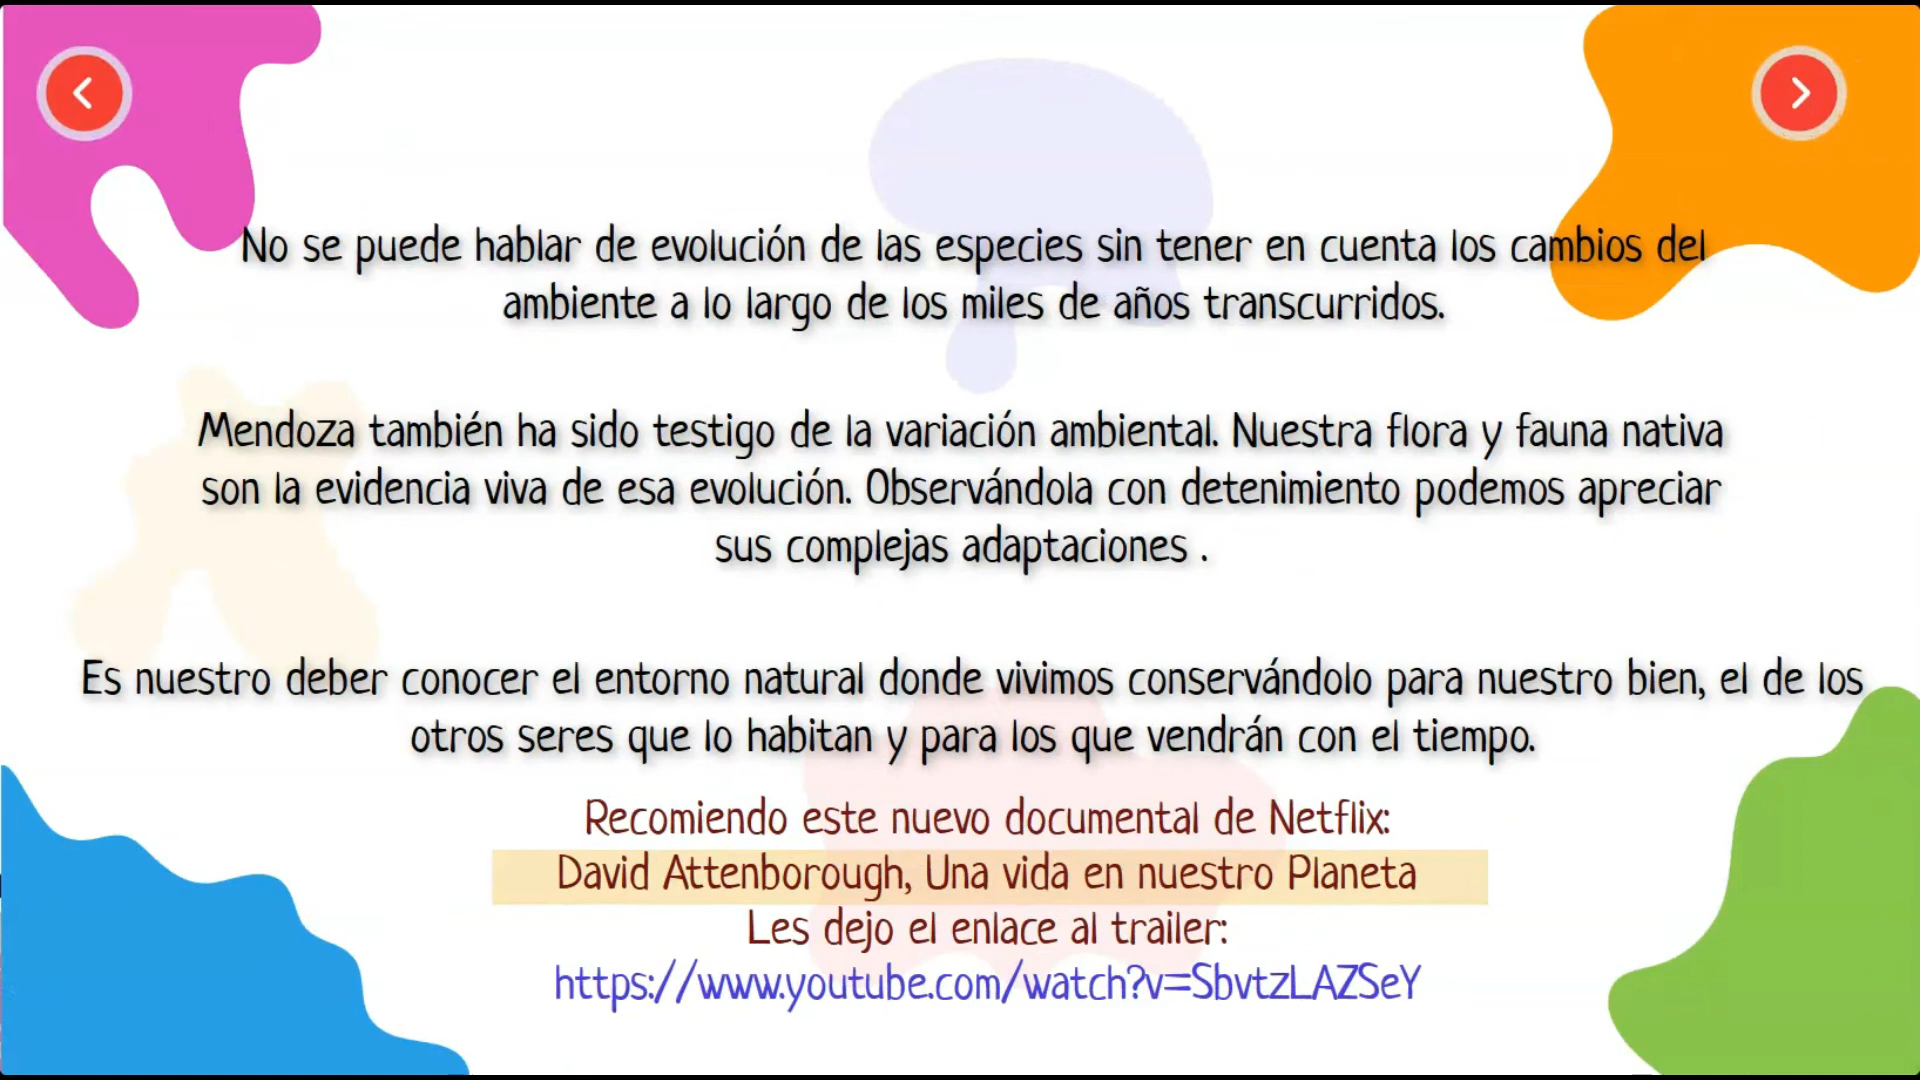 No se puede hablar de evolución de las especies sin tener en cuenta los cambios del
ambiente a lo largo de los miles de años transcurridos.
Mendoza también ha sido testigo de la variación ambiental. Nuestra flora y fauna nativa
son la evidencia viva de esa evolución. Observándola con detenimiento podemos apreciar
sus complejas adaptaciones .
Es nuestro deber conocer el entorno natural donde vivimos conservándolo para nuestro bien, el de los
otros seres que lo habitan y para los que vendrán con el tiempo.
Recomiendo este nuevo documental de Netflix:
David Attenborough, Una vida en nuestro Planeta
Les dejo el enlace al trailer:
https://www.youtube.com/watch?v=SbvtzLAZSeY